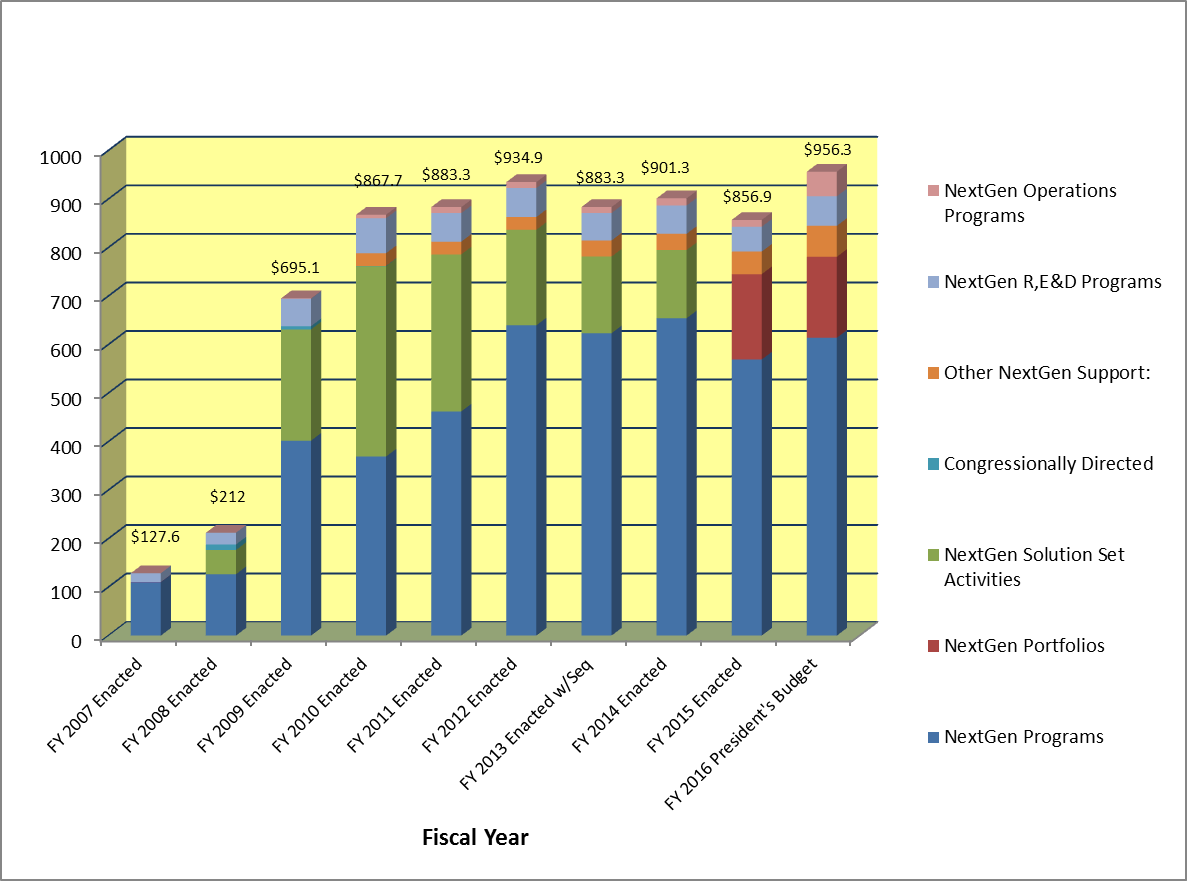 1000
900
800
700
600
500
400
300
200
100
0
$127.6
$212
$695.1
$867.7
$883.3
$934.9
$883.3
$901.3
$856.9
$956.3
FY 2007 Enacted
FY 2008 Enacted
FY 2009 Enacted
FY 2010 Enacted
FY 2011 Enacted
FY 2012 Enacted
FY 2013 Enacted w/Seq
FY 2014 Enacted
FY 2015 Enacted
FY 2016 President's Budget
Fiscal Year
NextGen Operations
Programs
NextGen R,E&D Programs
Other NextGen Support:
Congressionally Directed
NextGen Solution Set
Activities
NextGen Portfolios
NextGen Programs